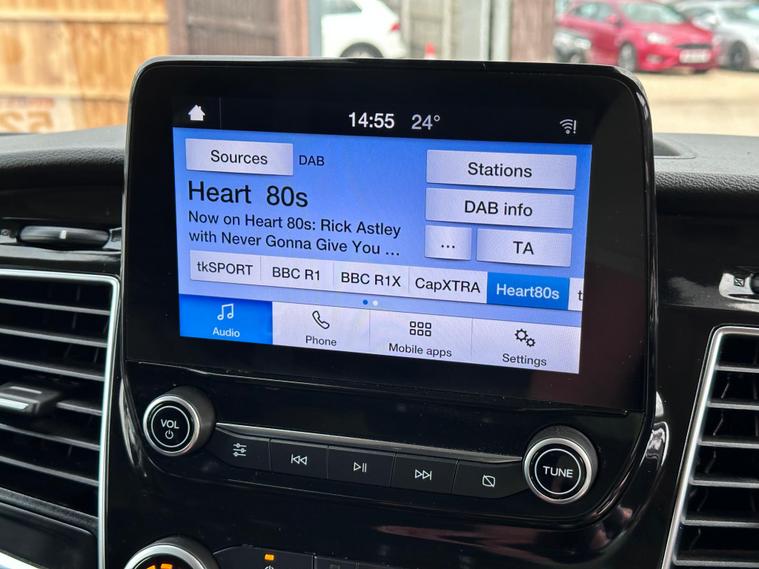 14:55 24°
Sources DAB
Stations
Heart 80s
DAB info
Now on Heart 80s: Rick Astley
with Never Gonna Give You ...
... TA
tkSPORT BBC R1 BBC R1X CapXTRA Heart80s
Audio Phone Mobile apps Settings
VOL
TUNE